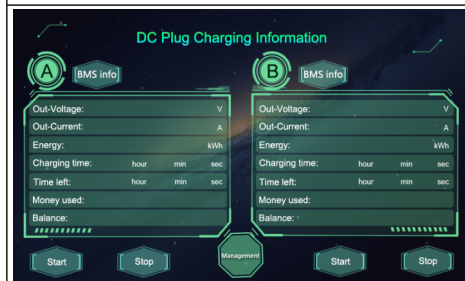 DC Plug Charging Information
A
BMS info
Out-Voltage: V
Out-Current: A
Energy: kWh
Charging time: hour min sec
Time left: hour min sec
Money used:
Balance:
Start
Stop
B
BMS info
Out-Voltage: V
Out-Current: A
Energy: kWh
Charging time: hour min sec
Time left: hour min sec
Money used:
Balance:
Management
Start
Stop